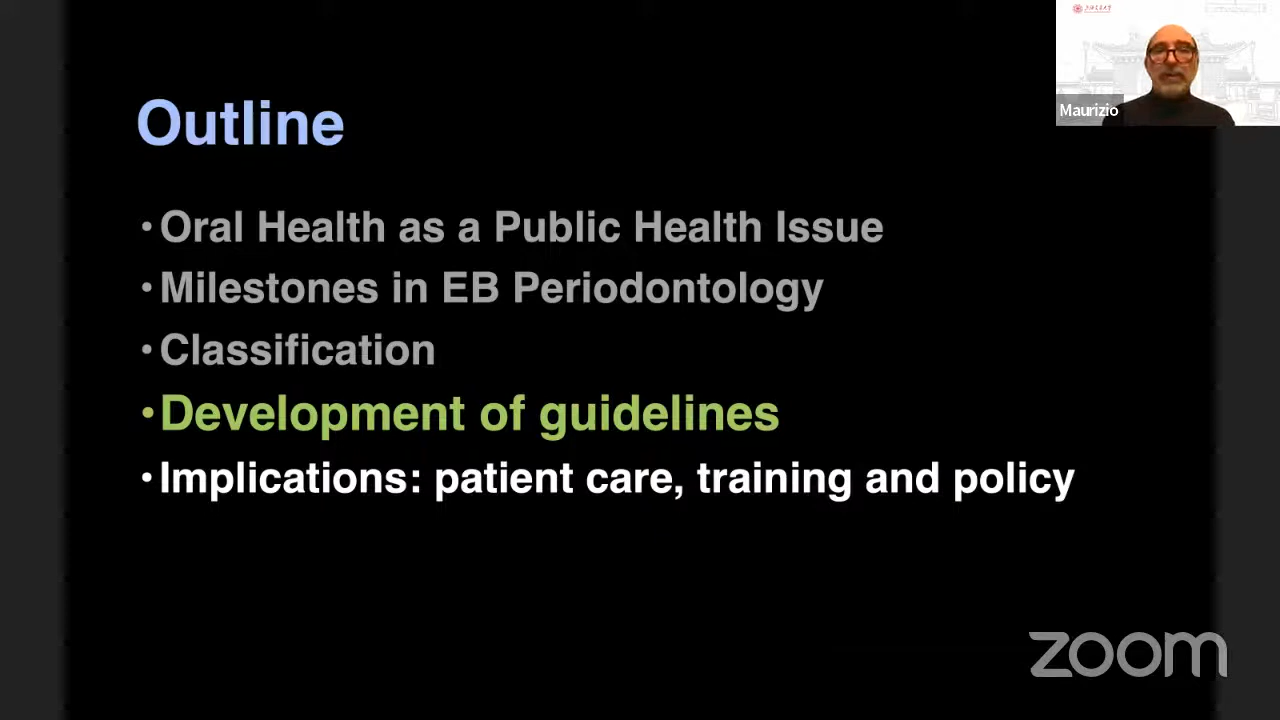 Outline
• Oral Health as a Public Health Issue
• Milestones in EB Periodontology
• Classification
• Development of guidelines
• Implications: patient care, training and policy
Maurizio
zoom